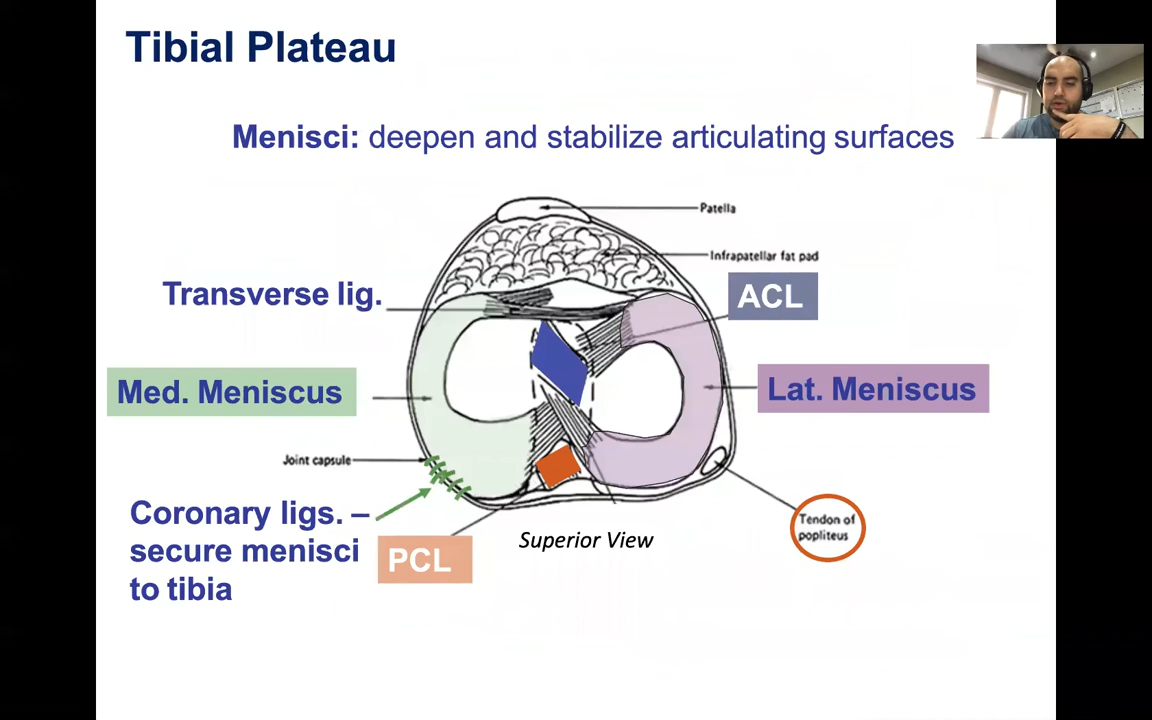 Tibial Plateau
Menisci: deepen and stabilize articulating surfaces
Patella
Infrapatellar fat pad
Transverse lig.
ACL
Med. Meniscus
Lat. Meniscus
Joint capsule
Coronary ligs. –
secure menisci
to tibia
PCL
Superior View
Tendon of
popliteus